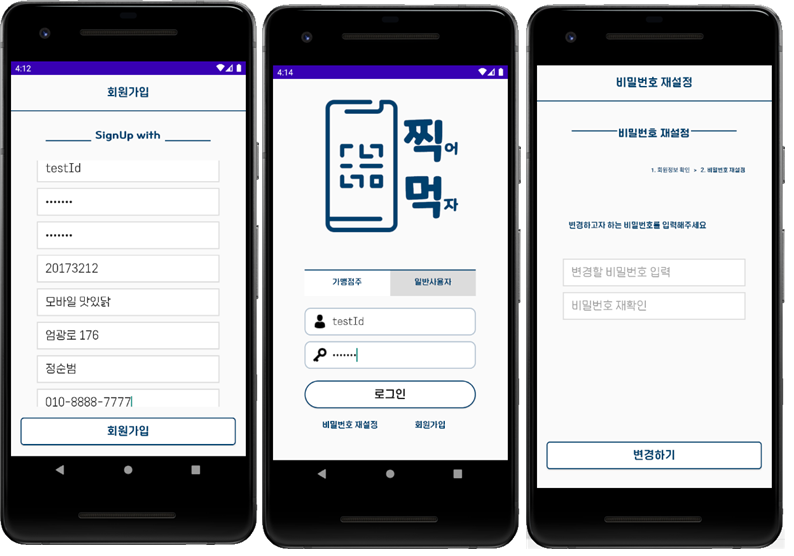 4:12
회원가입
SignUp with
testId
•••••••
•••••••
20173212
모바일 맛있닭
엄광로 176
정순범
010-8888-7777
회원가입
4:14
찍어
먹자
가맹점주 일반사용자
testId
•••••••
로그인
비밀번호 재설정 회원가입
비밀번호 재설정
비밀번호 재설정
1. 회원정보 확인 > 2. 비밀번호 재설정
변경하고자 하는 비밀번호를 입력해주세요
변경할 비밀번호 입력
비밀번호 재확인
변경하기